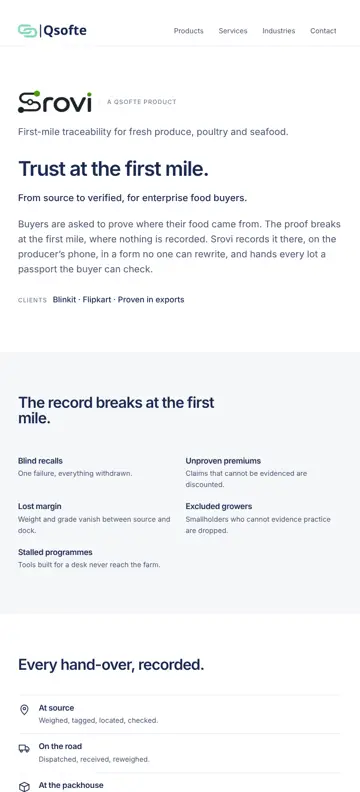 Qsofte
Products Services Industries Contact
Srovi
A QSOFTE PRODUCT
First-mile traceability for fresh produce, poultry and seafood.
Trust at the first mile.
From source to verified, for enterprise food buyers.
Buyers are asked to prove where their food came from. The proof breaks
at the first mile, where nothing is recorded. Srovi records it there, on the
producer's phone, in a form no one can rewrite, and hands every lot a
passport the buyer can check.
CLIENTS Blinkit · Flipkart · Proven in exports
The record breaks at the first
mile.
Blind recalls
One failure, everything withdrawn.
Unproven premiums
Claims that cannot be evidenced are
discounted.
Lost margin
Weight and grade vanish between source and
dock.
Excluded growers
Smallholders who cannot evidence practice
are dropped.
Stalled programmes
Tools built for a desk never reach the farm.
Every hand-over, recorded.
At source
Weighed, tagged, located, checked.
On the road
Dispatched, received, reweighed.
At the packhouse